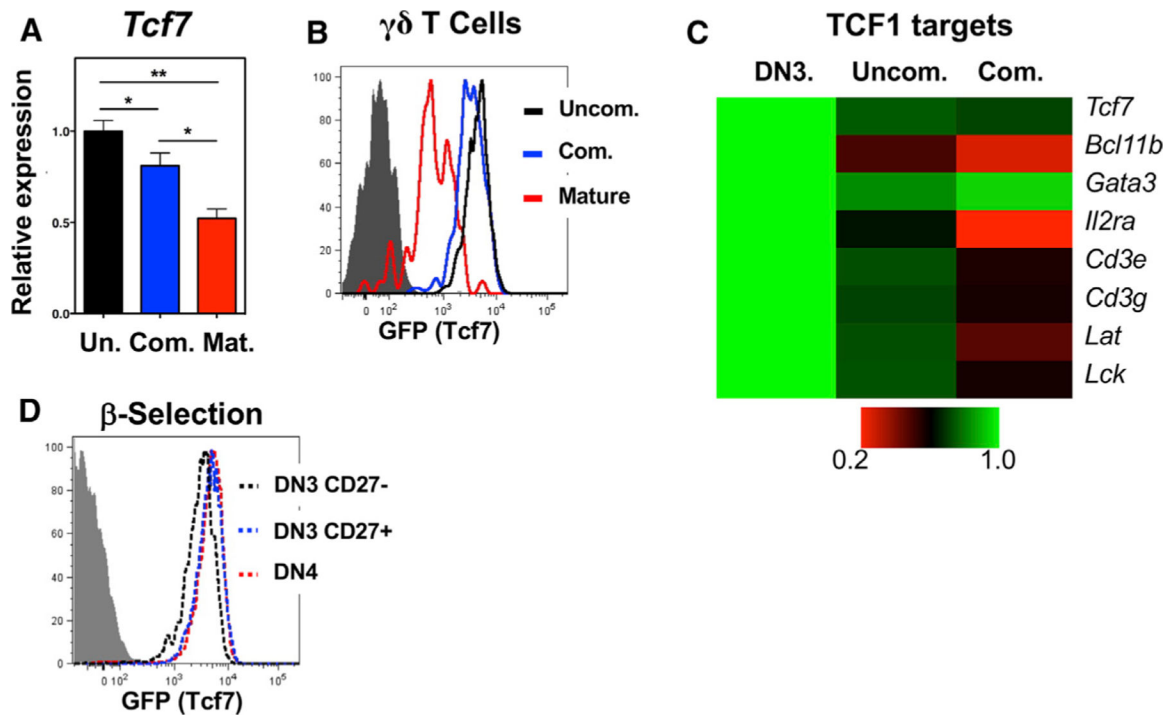 A
Tcf7
Relative expression
1.0
0.5
0.0
**
*
*
Un. Com. Mat.
B
γδ T Cells
100
80
60
40
20
0
0 10²
10³
10⁴
10⁵
GFP (Tcf7)
Uncom.
Com.
Mature
C
TCF1 targets
DN3. Uncom. Com.
Tcf7
Bcl11b
Gata3
Il2ra
Cd3e
Cd3g
Lat
Lck
0.2 1.0
D
β-Selection
100
80
60
40
20
0
0 10²
10³
10⁴
10⁵
GFP (Tcf7)
DN3 CD27-
DN3 CD27+
DN4